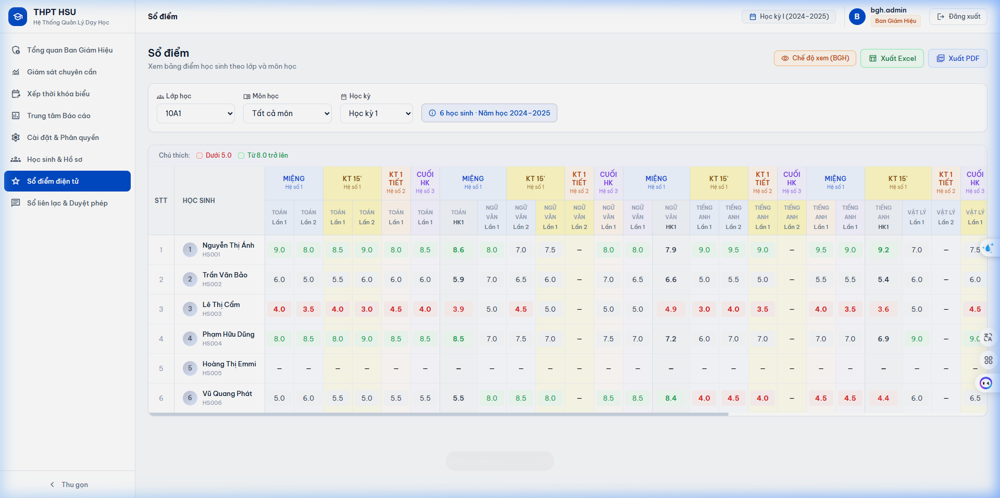 THPT HSU
Hệ Thống Quản Lý Dạy Học
Tổng quan Ban Giám Hiệu
Giám sát chuyên cần
Xếp thời khóa biểu
Trung tâm Báo cáo
Cài đặt & Phân quyền
Học sinh & Hồ sơ
Sổ điểm điện tử
Sổ liên lạc & Duyệt phép
Thu gọn
Sổ điểm
Học kỳ I (2024-2025)
B
bgh.admin
Ban Giám Hiệu
Đăng xuất
Sổ điểm
Xem bảng điểm học sinh theo lớp và môn học
Chế độ xem (BGH)
Xuất Excel
Xuất PDF
Lớp học Môn học Học kỳ
10A1 Tất cả môn Học kỳ 1 6 học sinh · Năm học 2024-2025
Chú thích: Dưới 5.0 Từ 8.0 trở lên
STT HỌC SINH
MIỆNG Hệ số 1 KT 15' Hệ số 1 KT 1 TIẾT Hệ số 2 CUỐI HK Hệ số 3 MIỆNG Hệ số 1 KT 15' Hệ số 1 KT 1 TIẾT Hệ số 2 CUỐI HK Hệ số 3 MIỆNG Hệ số 1 KT 15' Hệ số 1 KT 1 TIẾT Hệ số 2 CUỐI HK Hệ số 3 MIỆNG Hệ số 1 KT 15' Hệ số 1 KT 1 TIẾT Hệ số 2 CUỐI HK Hệ số 3
TOÁN Lần 1 TOÁN Lần 2 TOÁN Lần 1 TOÁN Lần 2 TOÁN Lần 1 TOÁN Lần 1 TOÁN HK1 NGỮ VĂN Lần 1 NGỮ VĂN Lần 2 NGỮ VĂN Lần 1 NGỮ VĂN Lần 2 NGỮ VĂN Lần 1 NGỮ VĂN Lần 1 NGỮ VĂN HK1 TIẾNG ANH Lần 1 TIẾNG ANH Lần 2 TIẾNG ANH Lần 1 TIẾNG ANH Lần 2 TIẾNG ANH Lần 1 TIẾNG ANH Lần 1 TIẾNG ANH HK1 VẬT LÝ Lần 1 VẬT LÝ Lần 2 VẬT LÝ Lần 1
1 1 Nguyễn Thị Ánh HS001 9.0 8.0 8.5 9.0 8.0 8.5 8.6 8.0 7.0 7.5 – 8.0 8.0 7.9 9.0 9.5 9.0 – 9.5 9.0 9.2 7.0 – 7.5
2 2 Trần Văn Bảo HS002 6.0 5.0 5.5 6.0 6.0 6.0 5.9 7.0 6.5 6.0 – 7.0 6.5 6.6 5.0 5.5 5.0 – 5.5 5.5 5.4 6.0 – 6.0
3 3 Lê Thị Cẩm HS003 4.0 3.5 4.0 3.0 4.5 4.0 3.9 5.0 4.5 5.0 – 5.0 5.0 4.9 3.0 4.0 3.5 – 4.0 3.5 3.6 5.0 – 4.5
4 4 Phạm Hữu Dũng HS004 8.0 8.5 8.0 9.0 8.5 8.5 8.5 7.0 7.5 7.0 – 7.5 7.0 7.2 6.0 7.0 7.0 – 7.0 7.0 6.9 9.0 – 9.0
5 5 Hoàng Thị Emmi HS005 – – – – – – – – – – – – – – – – – – – – – – – –
6 6 Vũ Quang Phát HS006 5.0 6.0 5.5 5.0 5.5 5.5 5.5 8.0 8.5 8.0 – 8.5 8.5 8.4 4.0 4.5 4.0 – 4.5 4.5 4.4 6.0 – 6.5